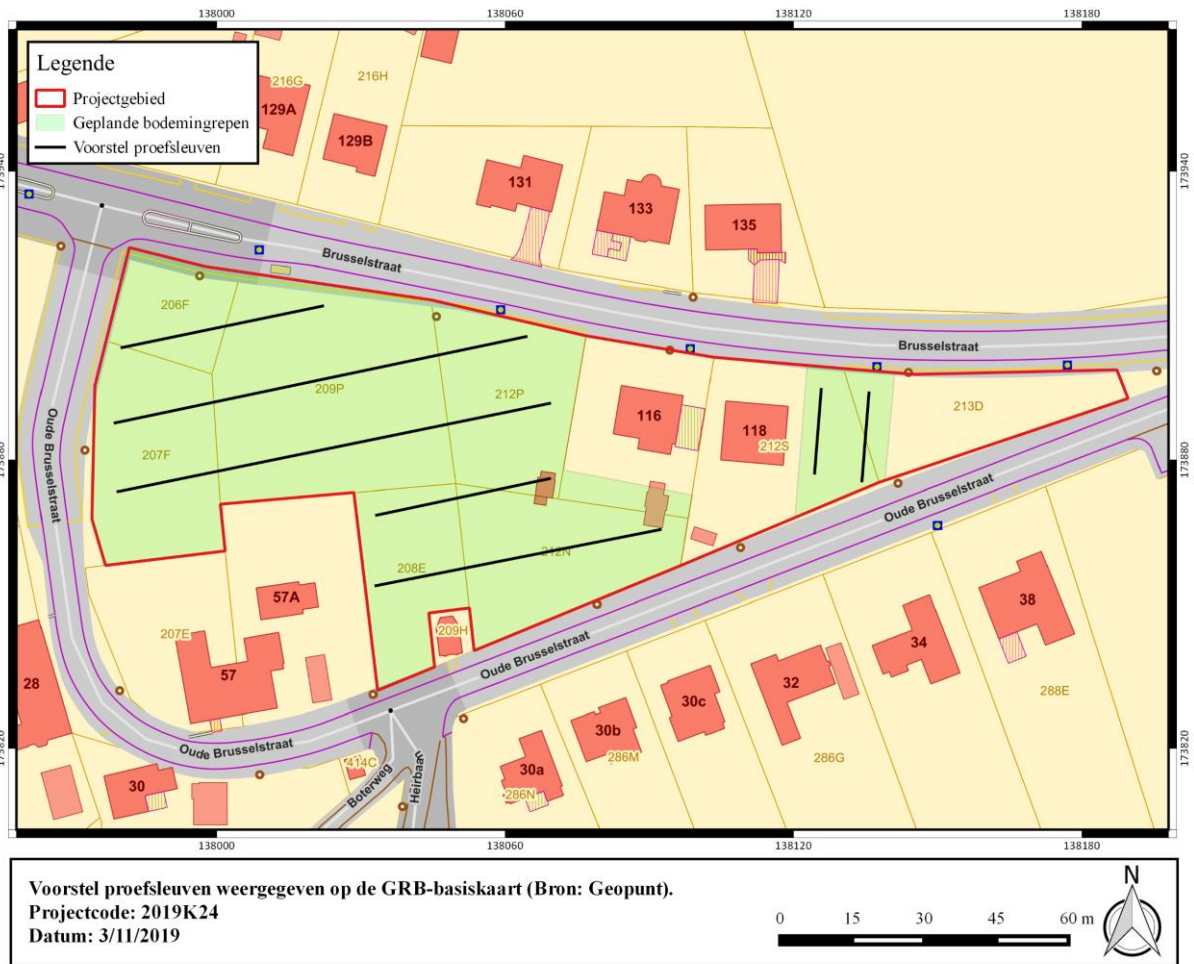 138000 138060 138120 138180
Legende
Projectgebied
Geplande bodemingrepen
Voorstel proefsleuven
216G
216H
129A
129B
173940
173940
131
133
135
Brusselstraat
Brusselstraat
206F
209P
212P
207F
116
118
212S
213D
173880
173880
Oude Brusselstraat
Oude Brusselstraat
208E
212N
57A
209H
207E
57
28
Oude Brusselstraat
Oude Brusselstraat
38
34
32
30c
30b
30a
288E
286G
286M
286N
414C
30
Boterweg
Heirbaan
173820
173820
138000 138060 138120 138180
Voorstel proefsleuven weergegeven op de GRB-basiskaart (Bron: Geopunt).
Projectcode: 2019K24
Datum: 3/11/2019
0 15 30 45 60 m
N